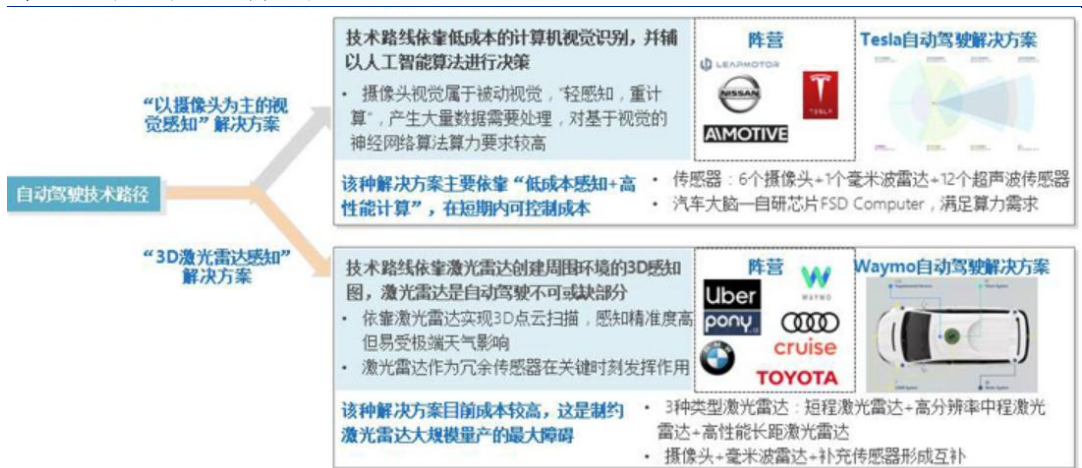 技术路线依靠低成本的计算机视觉识别，并辅
以人工智能算法进行决策
• 摄像头视觉属于被动视觉，“轻感知，重计
算”，产生大量数据需要处理，对基于视觉的
神经网络算法算力要求较高
阵营
LEAPMOTOR
NISSAN
TESLA
AIMOTIVE
Tesla自动驾驶解决方案
“以摄像头为主的视
觉感知”解决方案
该种解决方案主要依靠“低成本感知+高
性能计算”，在短期内可控制成本
• 传感器：6个摄像头+1个毫米波雷达+12个超声波传感器
• 汽车大脑—自研芯片FSD Computer，满足算力需求
自动驾驶技术路径
“3D激光雷达感知”
解决方案
技术路线依靠激光雷达创建周围环境的3D感知
图，激光雷达是自动驾驶不可或缺部分
• 依靠激光雷达实现3D点云扫描，感知精准度高
但易受极端天气影响
• 激光雷达作为冗余传感器在关键时刻发挥作用
阵营
WAYMO
Uber
pony.ai
BMW
cruise
TOYOTA
Waymo自动驾驶解决方案
该种解决方案目前成本较高，这是制约
激光雷达大规模量产的最大障碍
• 3种类型激光雷达：短程激光雷达+高分辨率中程激光
雷达+高性能长距激光雷达
• 摄像头+毫米波雷达+补充传感器形成互补